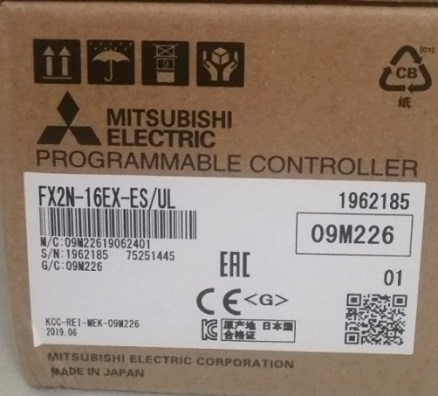 CB
紙
MITSUBISHI
ELECTRIC
PROGRAMMABLE CONTROLLER
FX2N-16EX-ES/UL
1962185
M/C:09M22619062401
S/N:1962185 75251445
G/C:09M226
09M226
EAC
01
CE<G>
KCC-REI-MEK-09M226
2019.06
原产地 日本国
合格证
MITSUBISHI ELECTRIC CORPORATION
MADE IN JAPAN